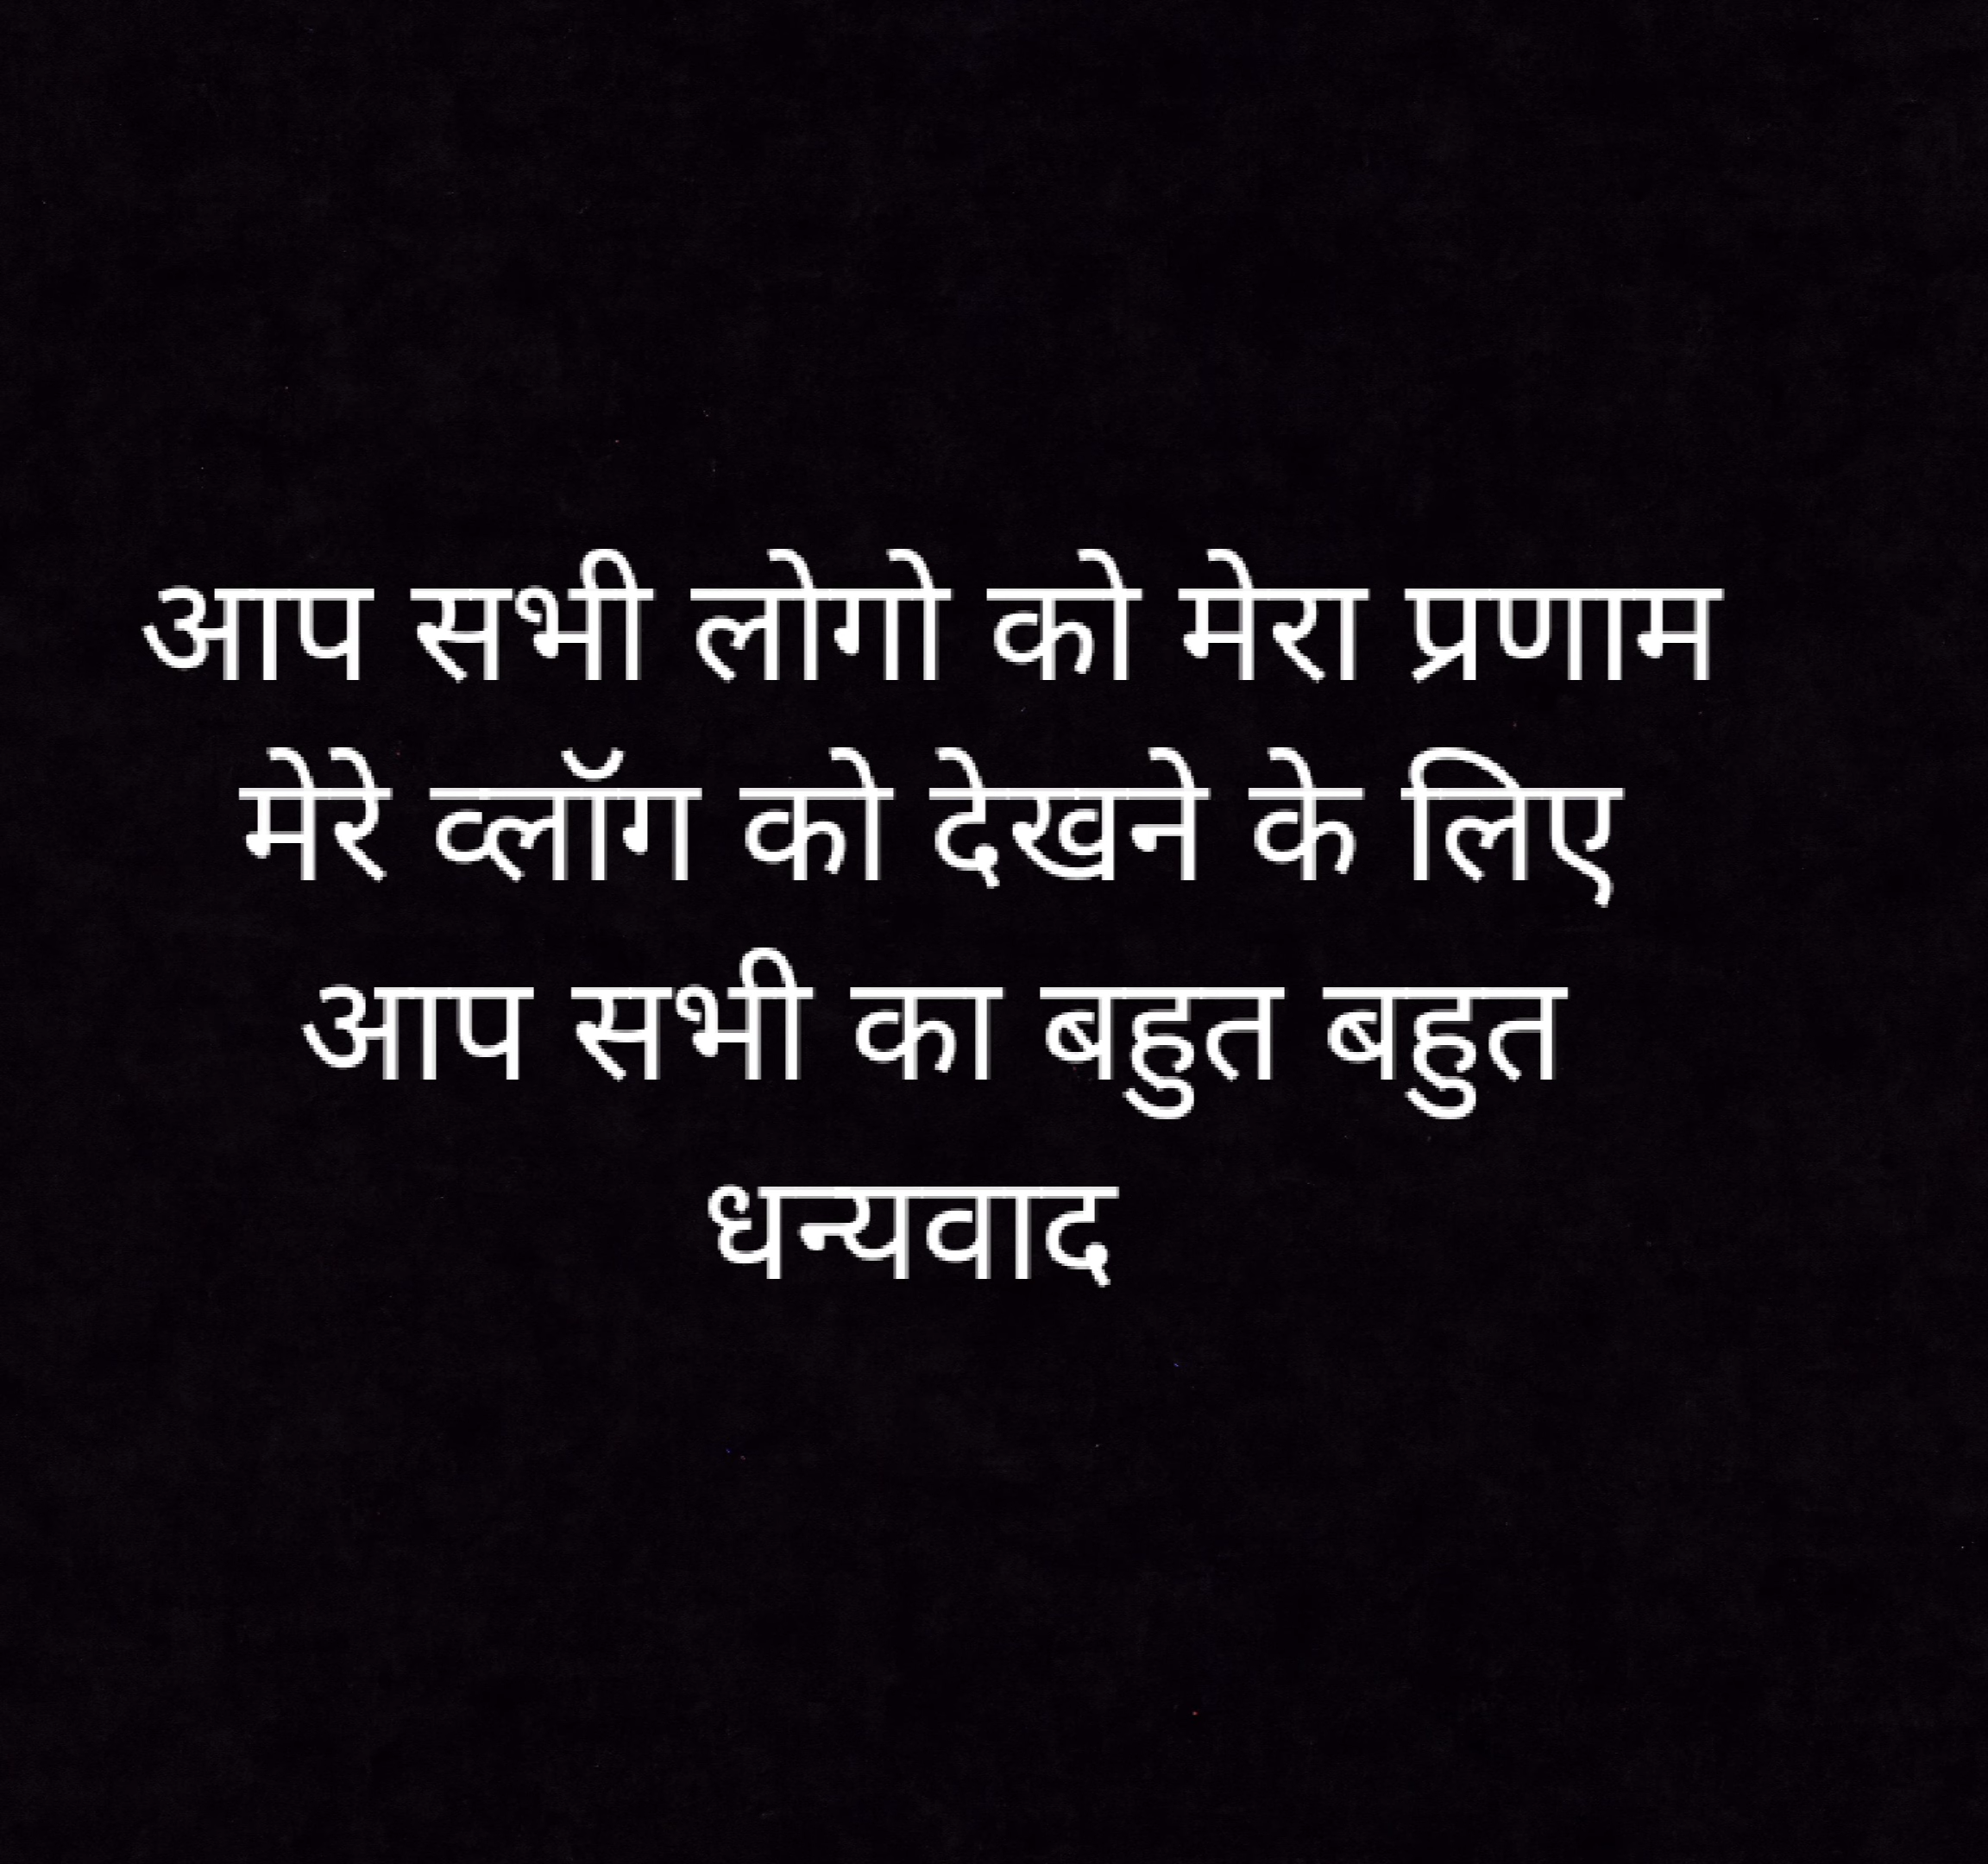 आप सभी लोगो को मेरा प्रणाम
मेरे व्लॉग को देखने के लिए
आप सभी का बहुत बहुत
धन्यवाद